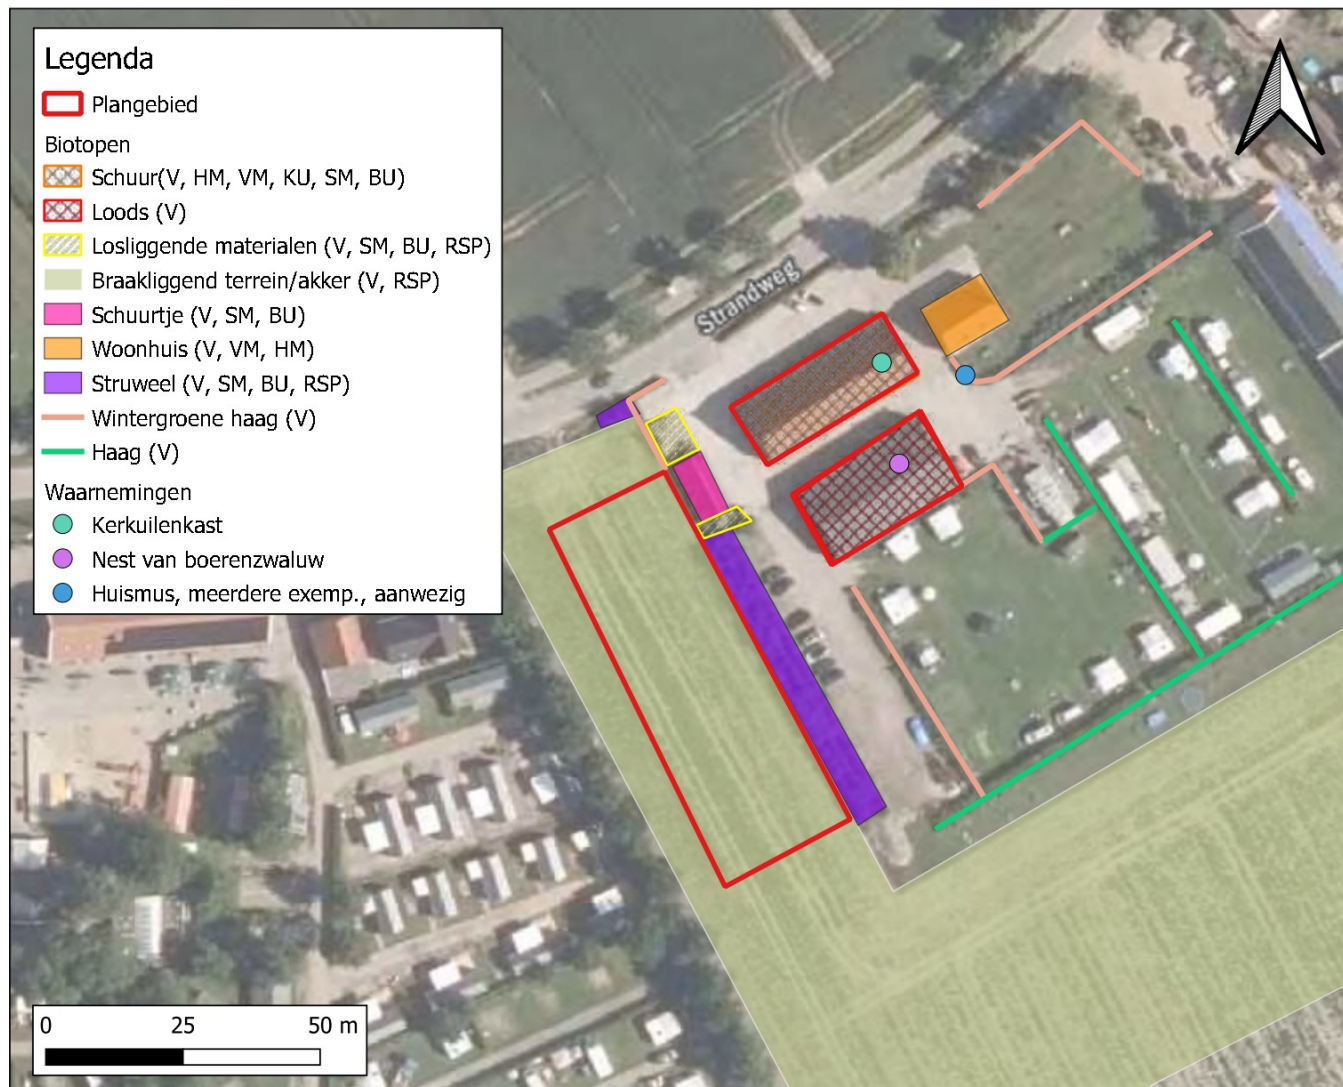 Legenda
Plangebied
Biotopen
Schuur(V, HM, VM, KU, SM, BU)
Loods (V)
Losliggende materialen (V, SM, BU, RSP)
Braakliggend terrein/akker (V, RSP)
Schuurtje (V, SM, BU)
Woonhuis (V, VM, HM)
Struweel (V, SM, BU, RSP)
Wintergroene haag (V)
Haag (V)
Waarnemingen
Kerkuilenkast
Nest van boerenzwaluw
Huismus, meerdere exemp., aanwezig
Strandweg
0 25 50 m